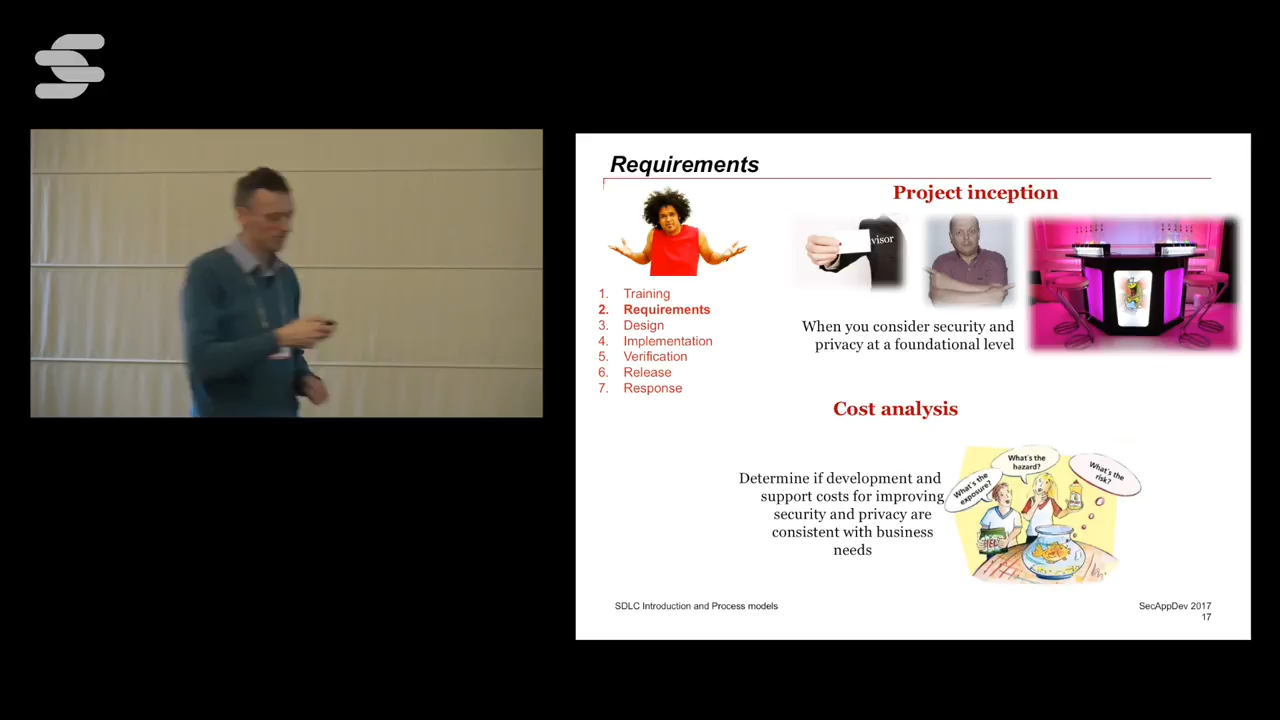 Requirements
Project inception
visor
When you consider security and
privacy at a foundational level
1. Training
2. Requirements
3. Design
4. Implementation
5. Verification
6. Release
7. Response
Cost analysis
Determine if development and
support costs for improving
security and privacy are
consistent with business
needs
What's the
exposure?
What's the
hazard?
What's the
risk?
SDLC Introduction and Process models
SecAppDev 2017
17